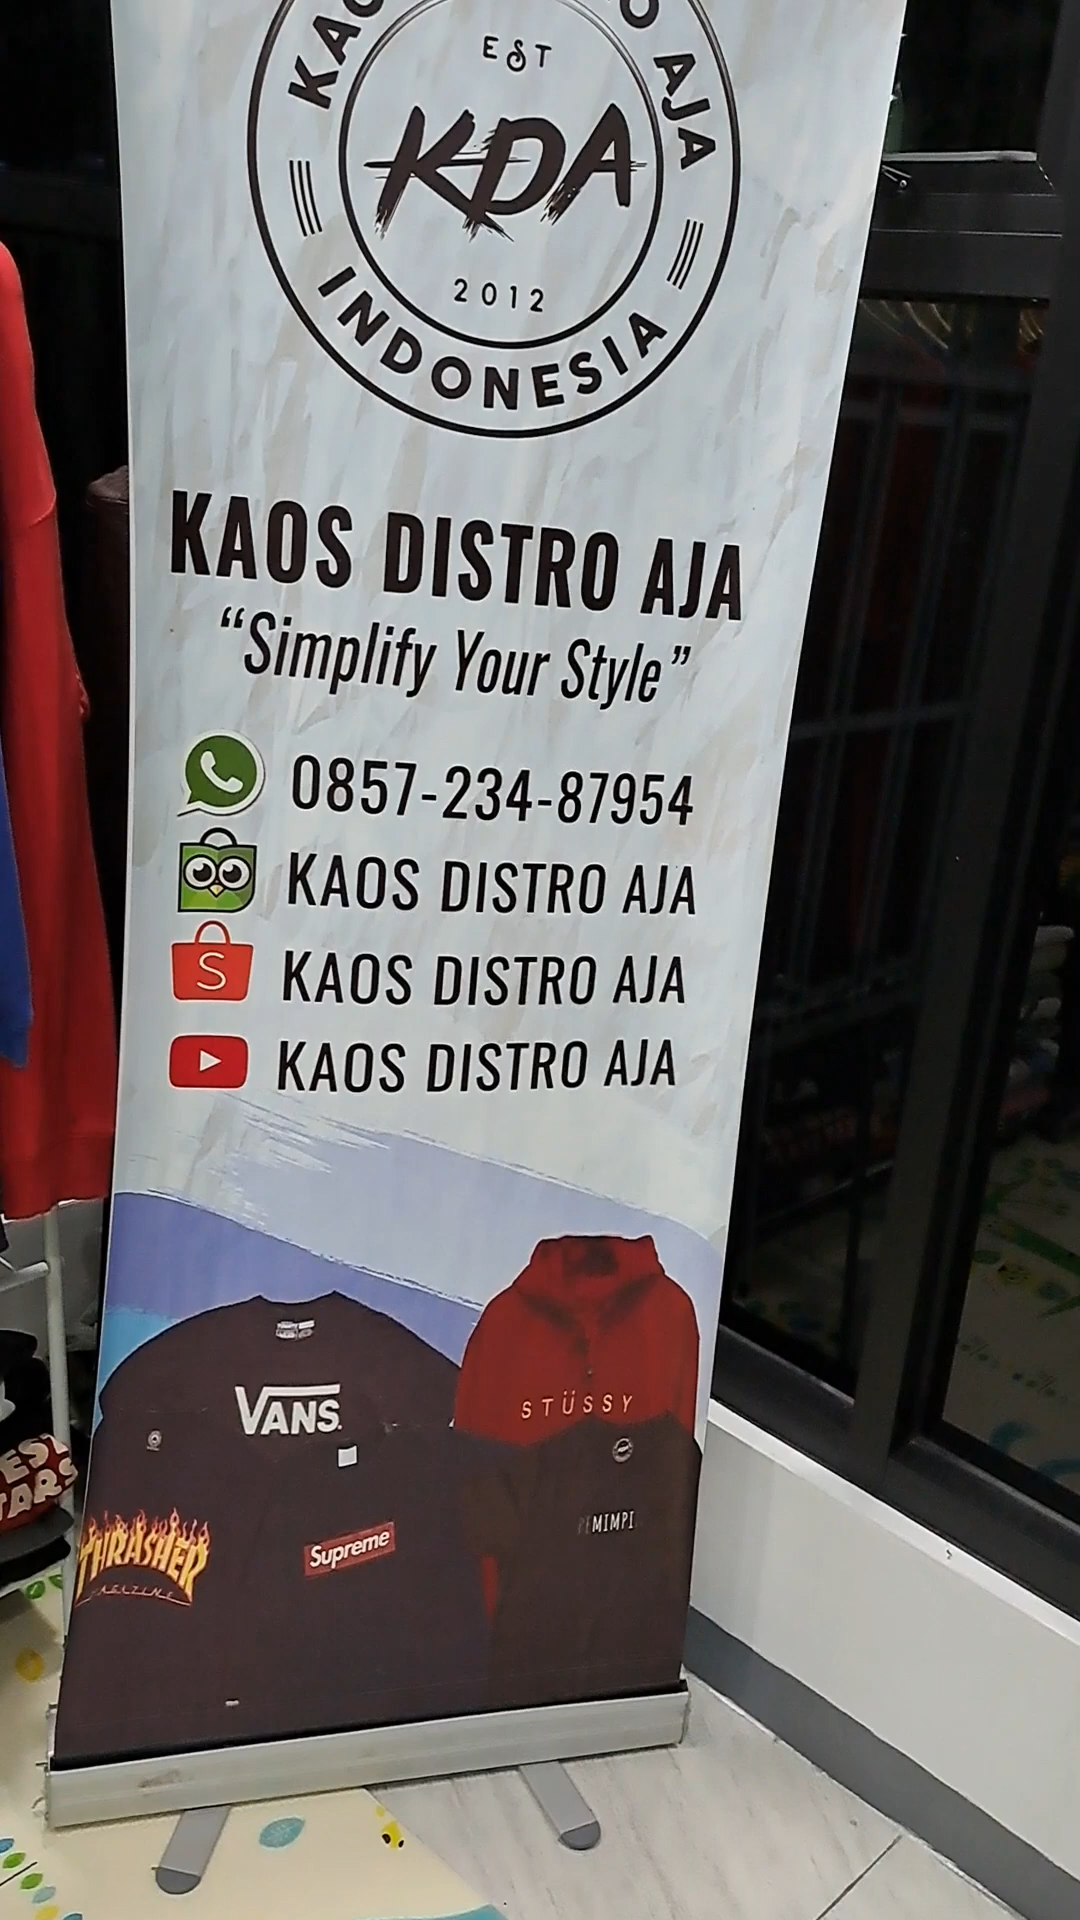 EST
KDA
2012
INDONESIA
KAOS DISTRO AJA
“Simplify Your Style”
0857-234-87954
KAOS DISTRO AJA
S
KAOS DISTRO AJA
KAOS DISTRO AJA
VANS
STÜSSY
THRASHER
MAGAZINE
Supreme
MIMPI